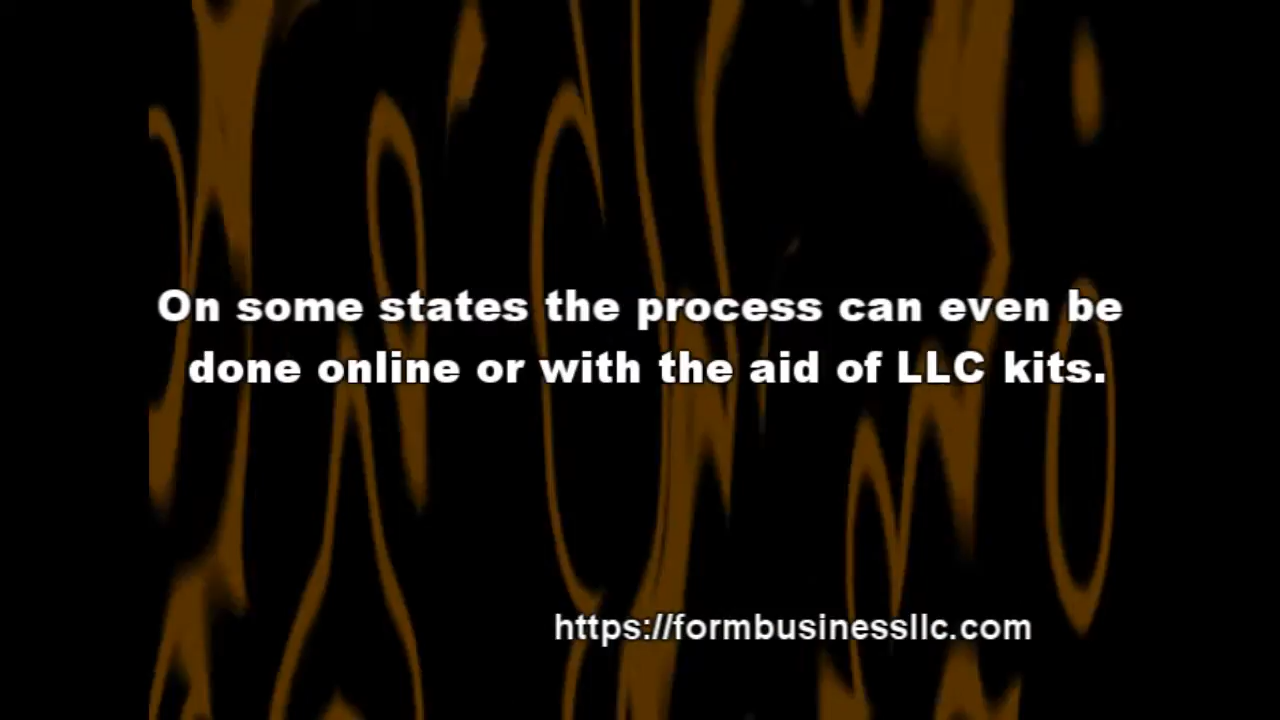 On some states the process can even be
done online or with the aid of LLC kits.
https://formbusinessllc.com